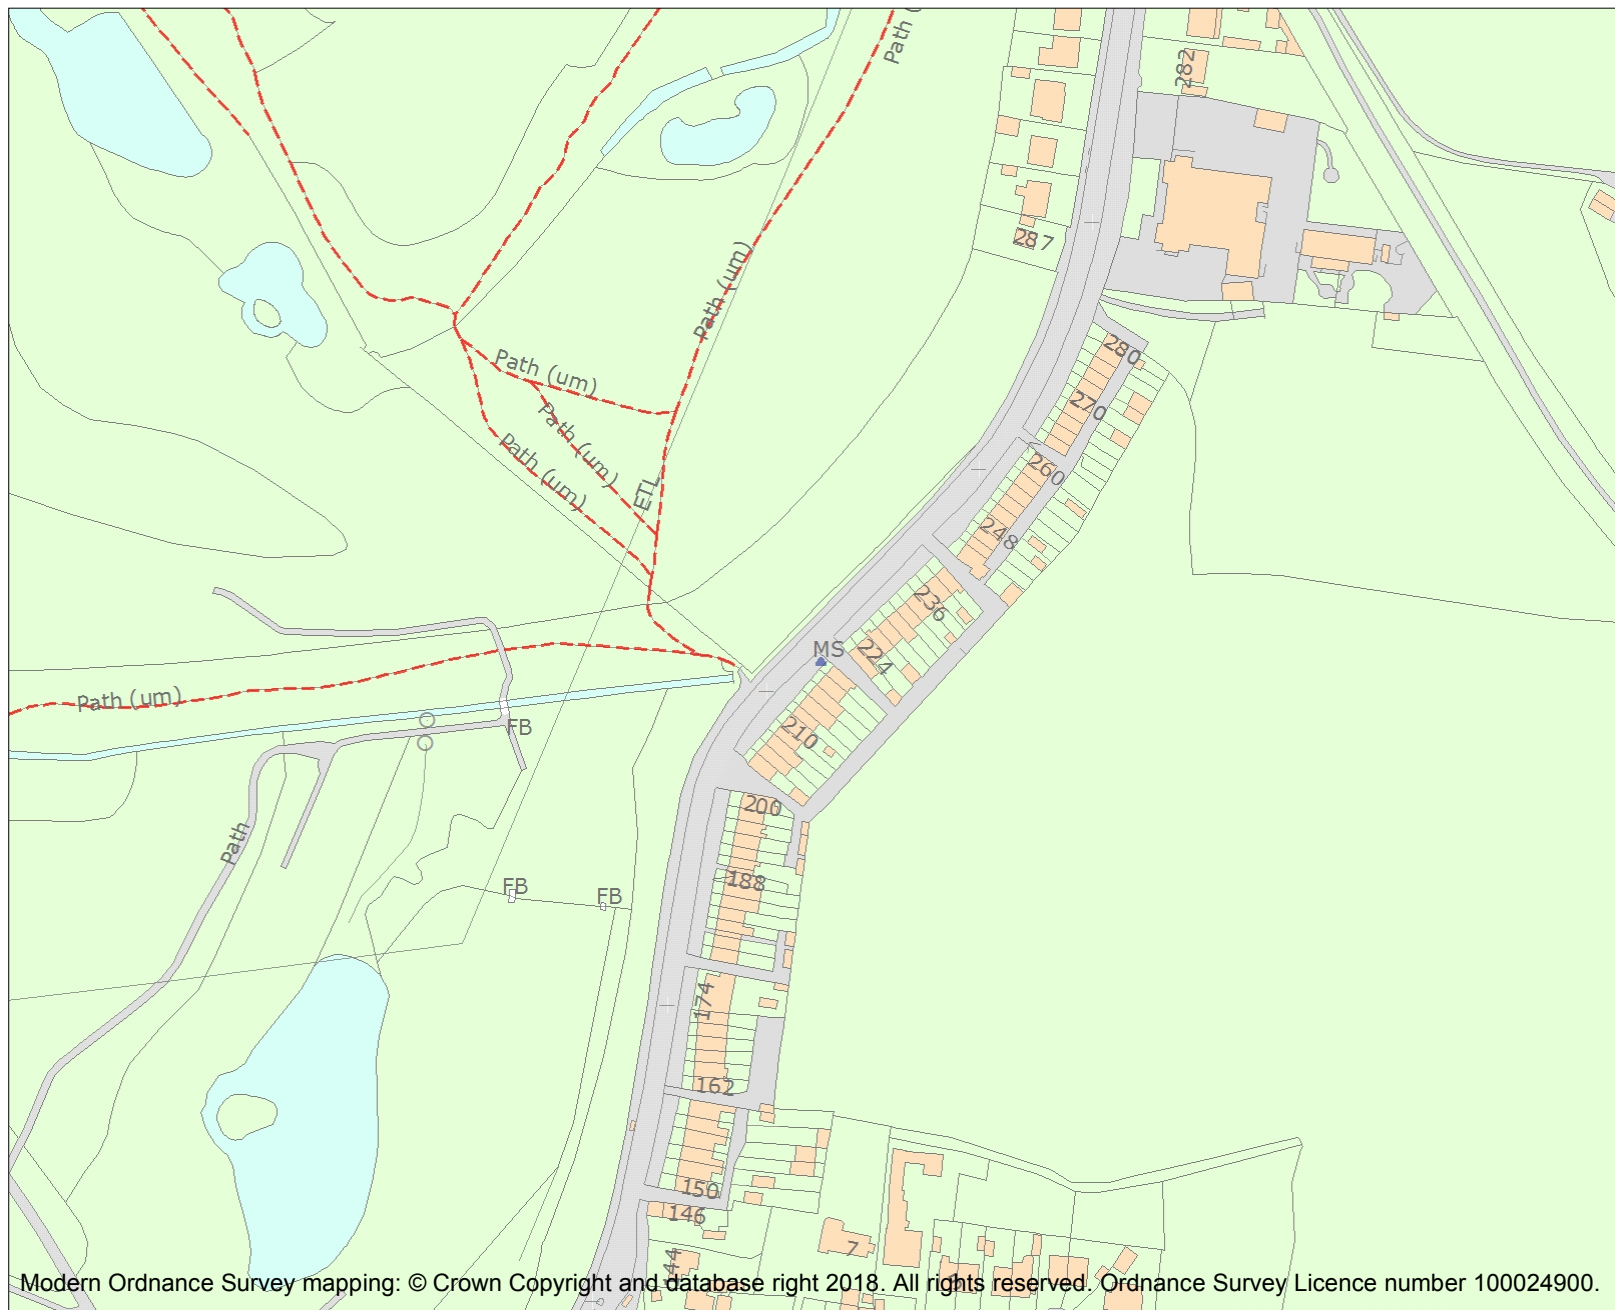 Path (
282
287
Path (um)
280
Path (um)
270
Path (um)
Path (um)
260
ETL
248
236
MS
224
Path (um)
FB
210
200
Path
188
FB
FB
174
162
150
146
7
44
Modern Ordnance Survey mapping: © Crown Copyright and database right 2018. All rights reserved. Ordnance Survey Licence number 100024900.